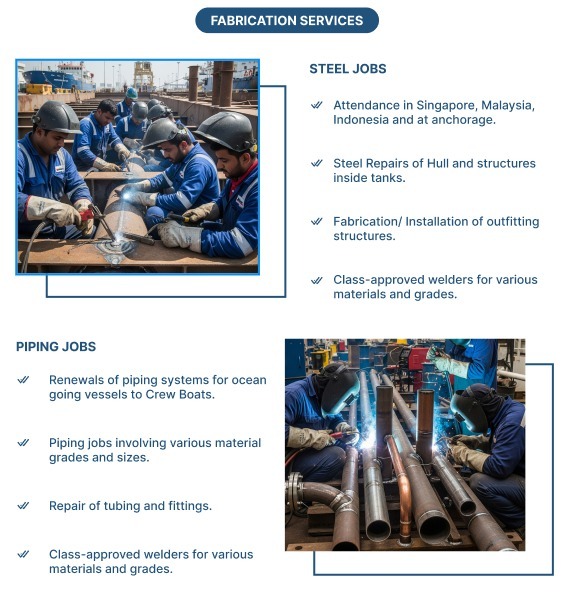 FABRICATION SERVICES
STEEL JOBS
Attendance in Singapore, Malaysia,
Indonesia and at anchorage.
Steel Repairs of Hull and structures
inside tanks.
Fabrication/ Installation of outfitting
structures.
Class-approved welders for various
materials and grades.
PIPING JOBS
Renewals of piping systems for ocean
going vessels to Crew Boats.
Piping jobs involving various material
grades and sizes.
Repair of tubing and fittings.
Class-approved welders for various
materials and grades.